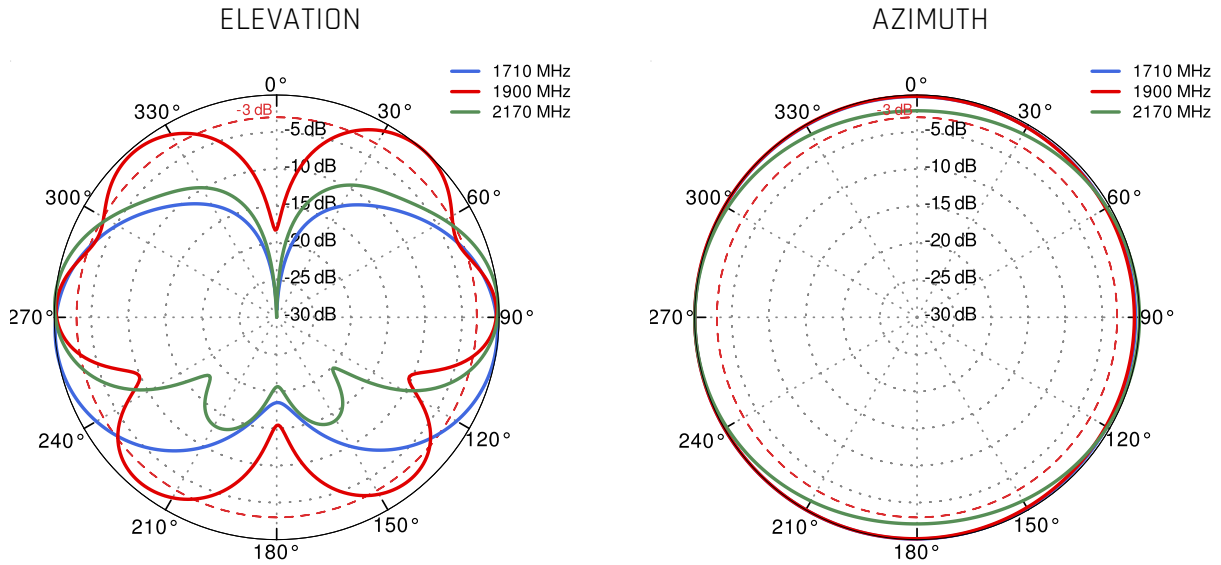 ELEVATION
AZIMUTH
1710 MHz
1900 MHz
2170 MHz
0°
30°
60°
90°
120°
150°
180°
210°
240°
270°
300°
330°
-3 dB
-5 dB
-10 dB
-15 dB
-20 dB
-25 dB
-30 dB
1710 MHz
1900 MHz
2170 MHz
0°
30°
60°
90°
120°
150°
180°
210°
240°
270°
300°
330°
-3 dB
-5 dB
-10 dB
-15 dB
-20 dB
-25 dB
-30 dB